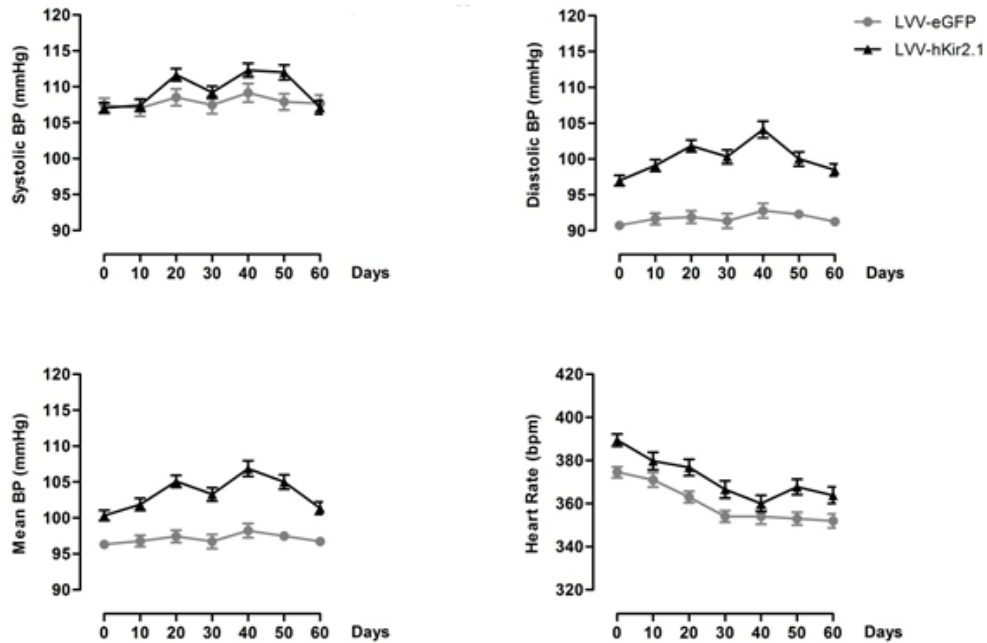 LVV-eGFP
LVV-hKir2.1
Systolic BP (mmHg)
120
115
110
105
100
95
90
0 10 20 30 40 50 60 Days
Diastolic BP (mmHg)
120
115
110
105
100
95
90
0 10 20 30 40 50 60 Days
Mean BP (mmHg)
120
115
110
105
100
95
90
0 10 20 30 40 50 60 Days
Heart Rate (bpm)
420
400
380
360
340
320
0 10 20 30 40 50 60 Days